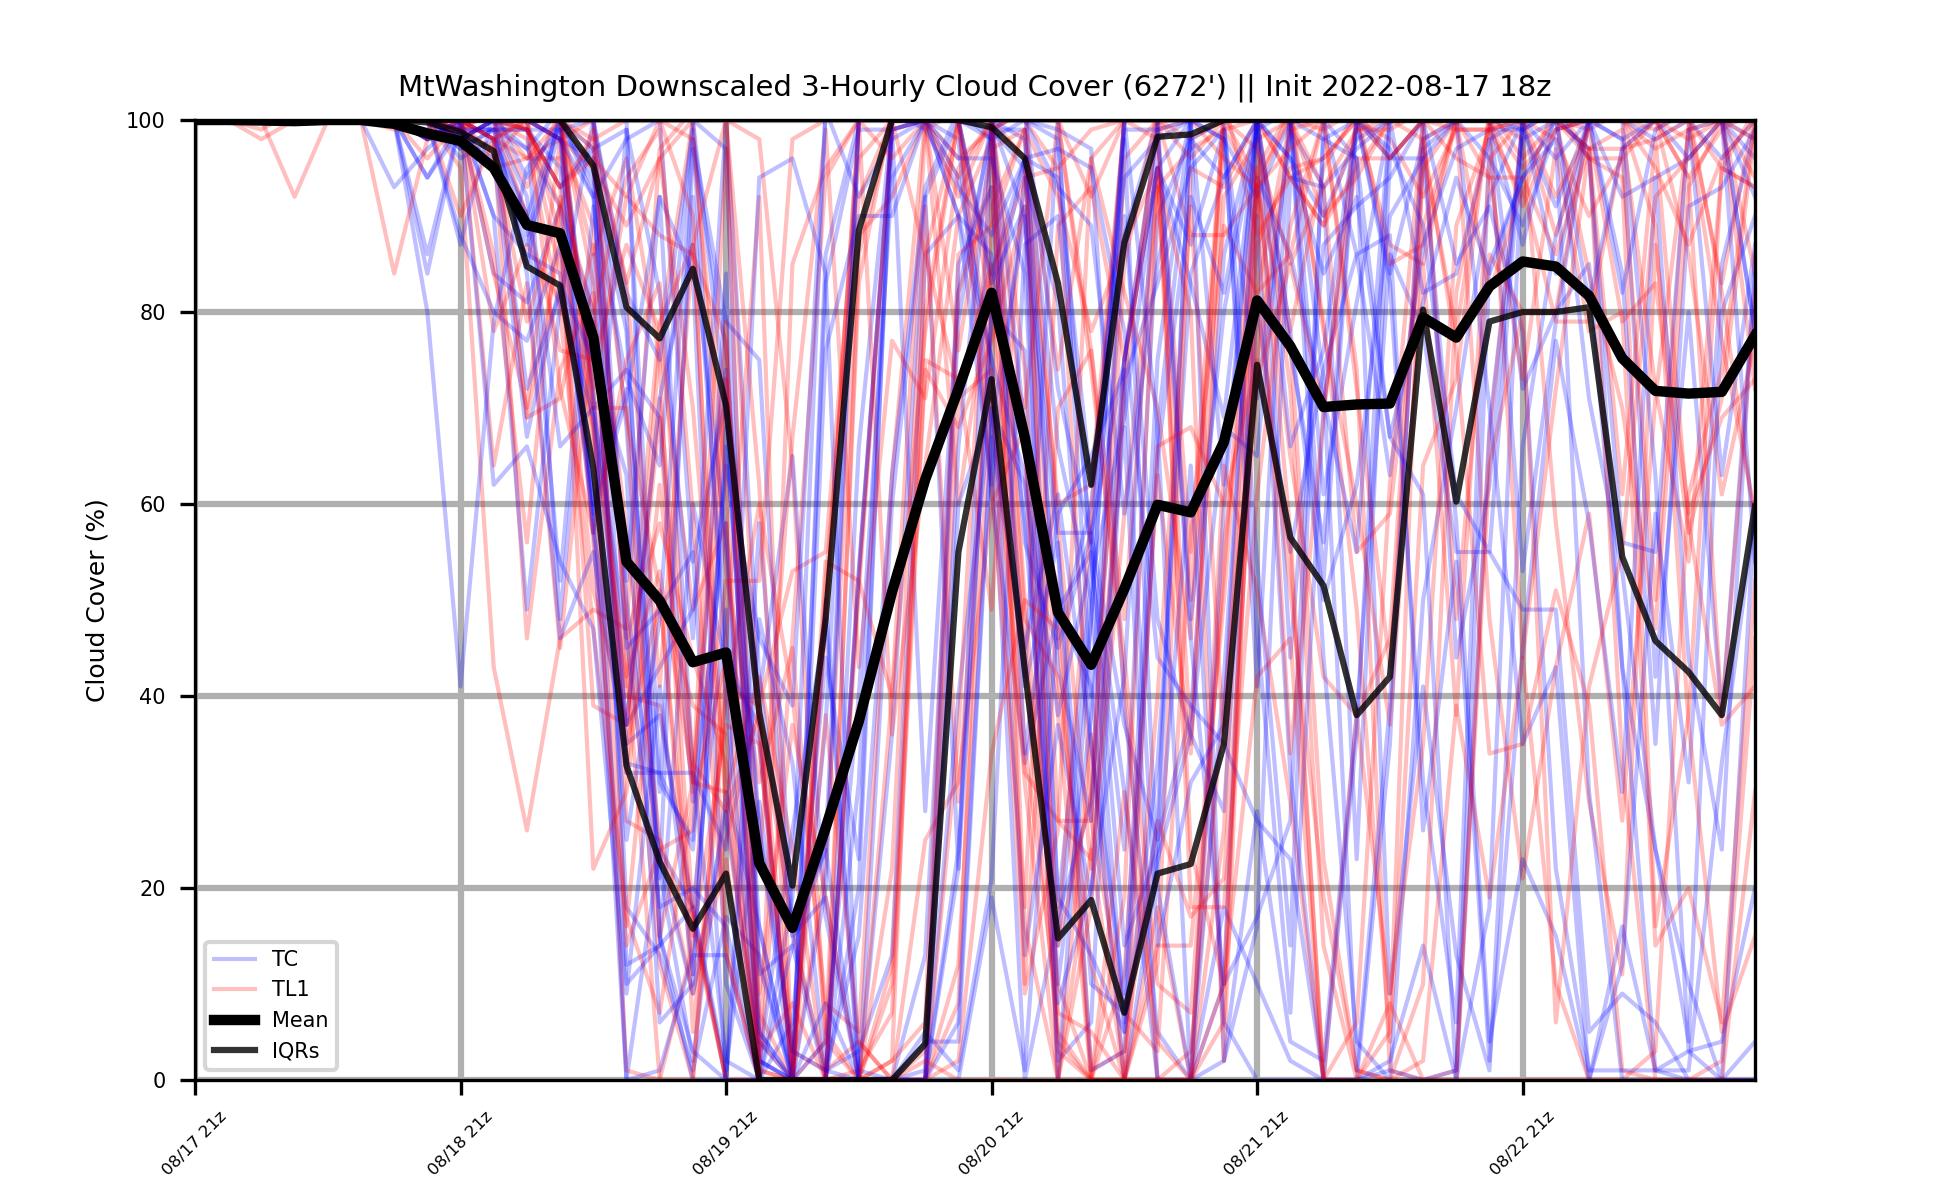 MtWashington Downscaled 3-Hourly Cloud Cover (6272') || Init 2022-08-17 18z
Cloud Cover (%)
100
80
60
40
20
0
TC
TL1
Mean
IQRs
08/17 21z
08/18 21z
08/19 21z
08/20 21z
08/21 21z
08/22 21z